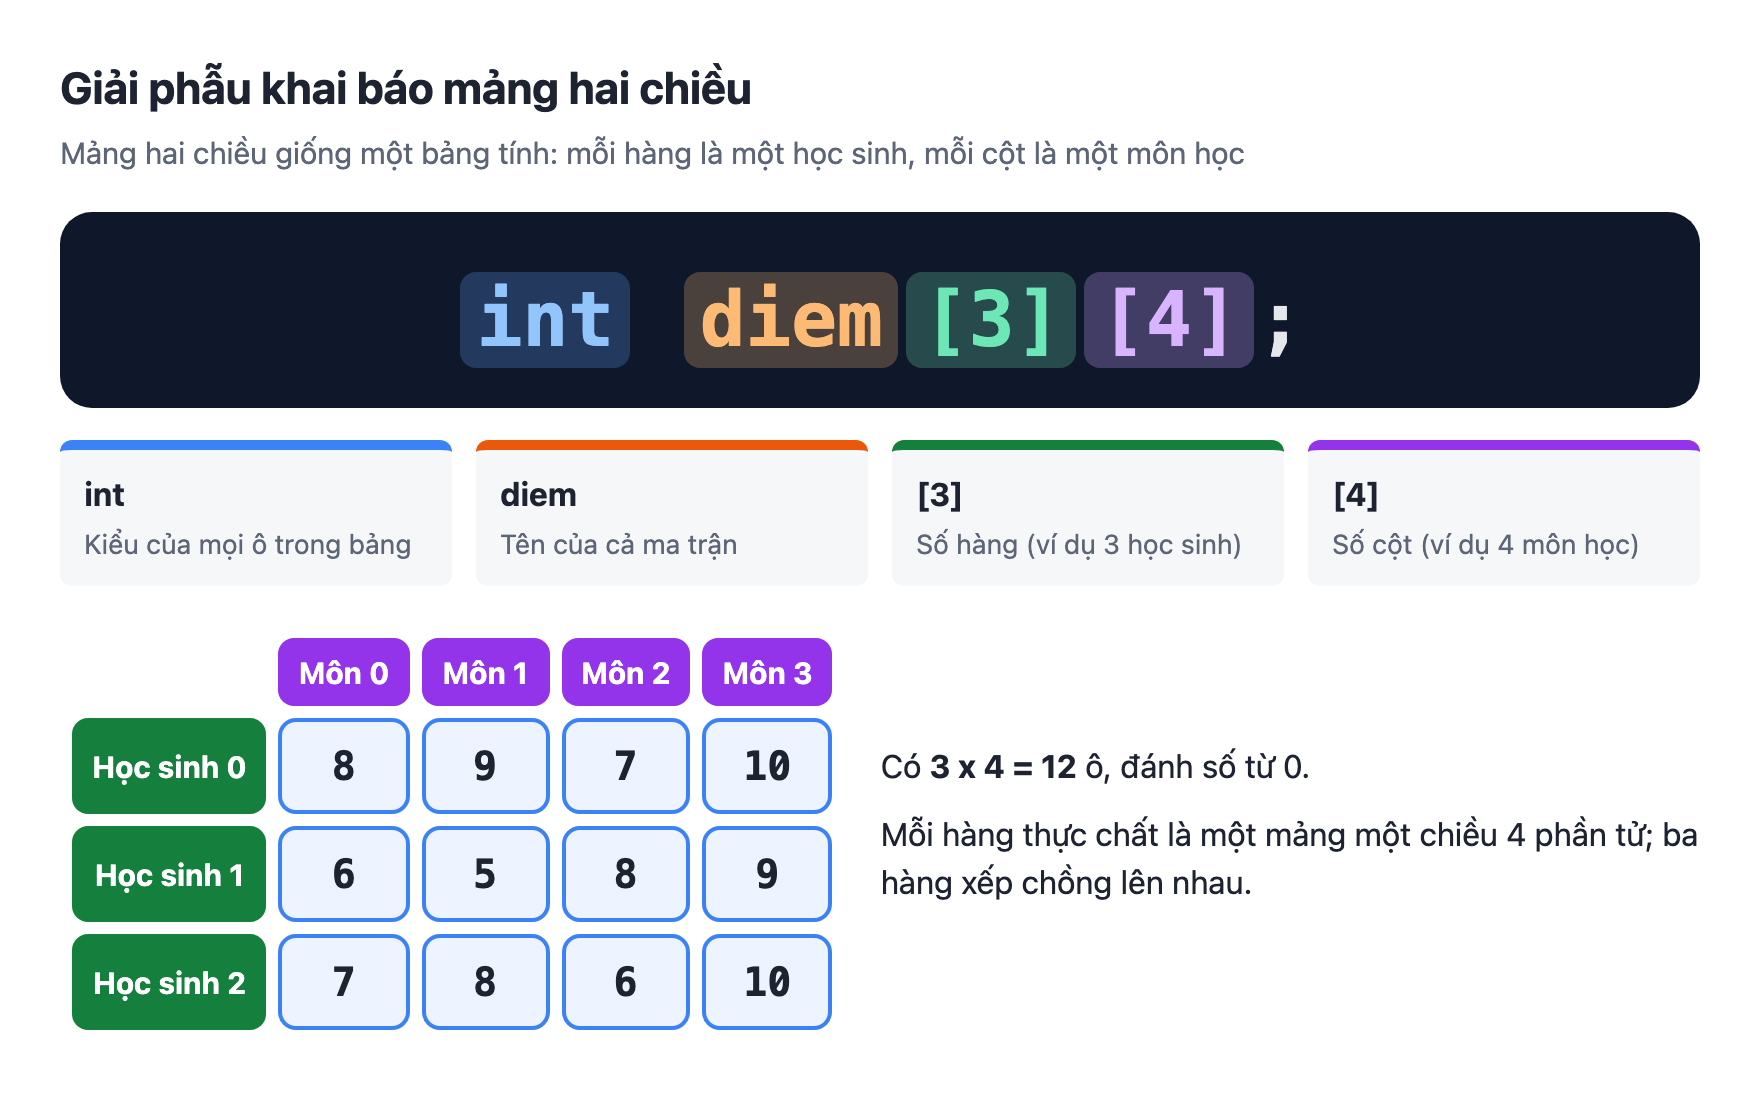 Giải phẫu khai báo mảng hai chiều
Mảng hai chiều giống một bảng tính: mỗi hàng là một học sinh, mỗi cột là một môn học
int diem[3][4];
int
Kiểu của mọi ô trong bảng
diem
Tên của cả ma trận
[3]
Số hàng (ví dụ 3 học sinh)
[4]
Số cột (ví dụ 4 môn học)
Môn 0 Môn 1 Môn 2 Môn 3
Học sinh 0 8 9 7 10
Học sinh 1 6 5 8 9
Học sinh 2 7 8 6 10
Có 3 x 4 = 12 ô, đánh số từ 0.
Mỗi hàng thực chất là một mảng một chiều 4 phần tử; ba
hàng xếp chồng lên nhau.